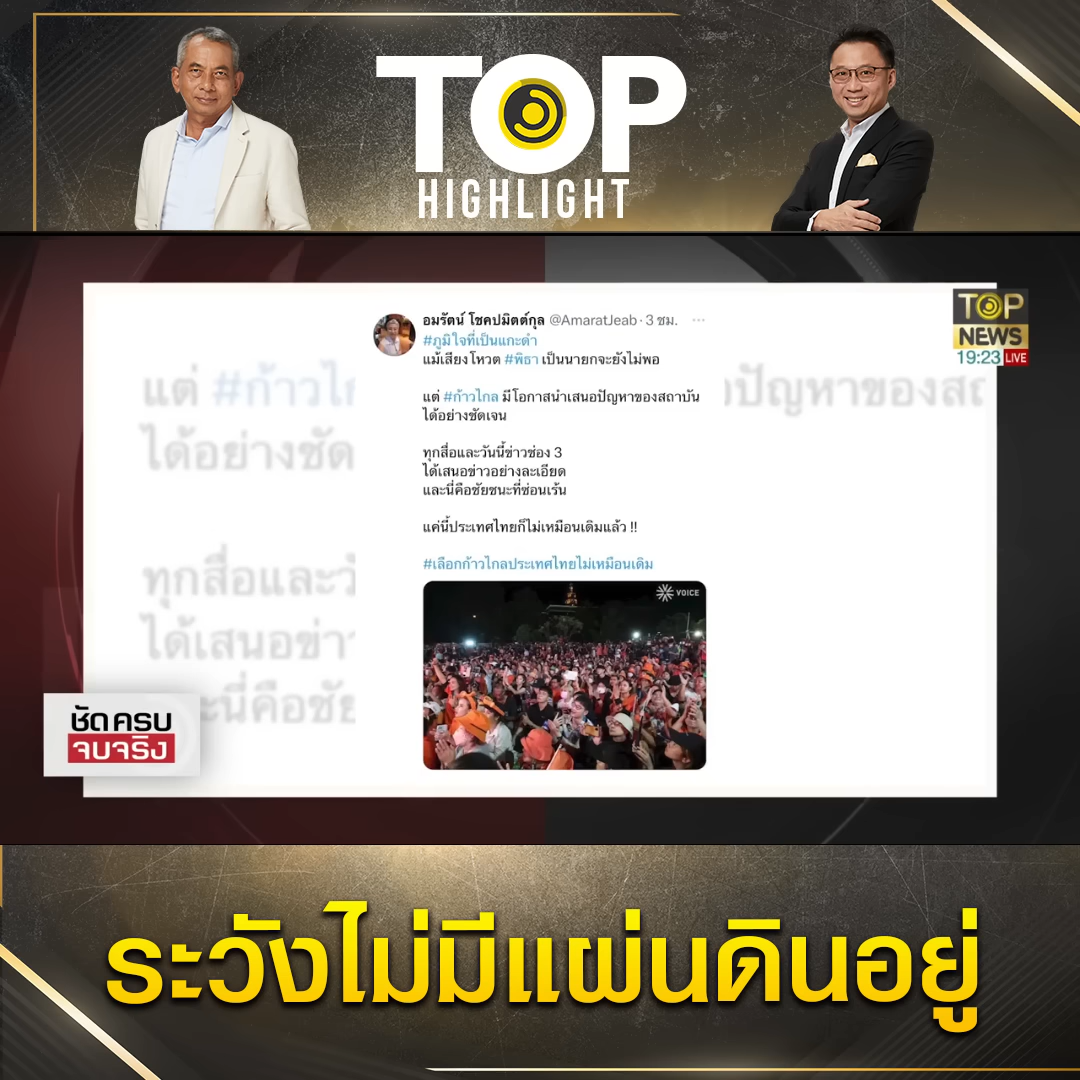 TOP
HIGHLIGHT
TOP
NEWS
19:23 LIVE
อมรัตน์ โชคปมิตต์กุล @AmaratJeab · 3 ชม. ...
#ภูมิใจที่เป็นแกะดำ
แม้เสียงโหวต #พิธา เป็นนายกจะยังไม่พอ
แต่ #ก้าวไกล มีโอกาสนำเสนอปัญหาของสถาบัน
ได้อย่างชัดเจน
ทุกสื่อและวันนี้ข่าวช่อง 3
ได้เสนอข่าวอย่างละเอียด
และนี่คือชัยชนะที่ซ่อนเร้น
แค่นี้ประเทศไทยก็ไม่เหมือนเดิมแล้ว !!
#เลือกก้าวไกลประเทศไทยไม่เหมือนเดิม
VOICE
แต่ #ก้าวไก
ปัญหาของสถ
ได้อย่างชัด
ทุกสื่อและวั
ได้เสนอข่า
ะนี่คือชัย
ชัดครบ
จบจริง
ระวังไม่มีแผ่นดินอยู่